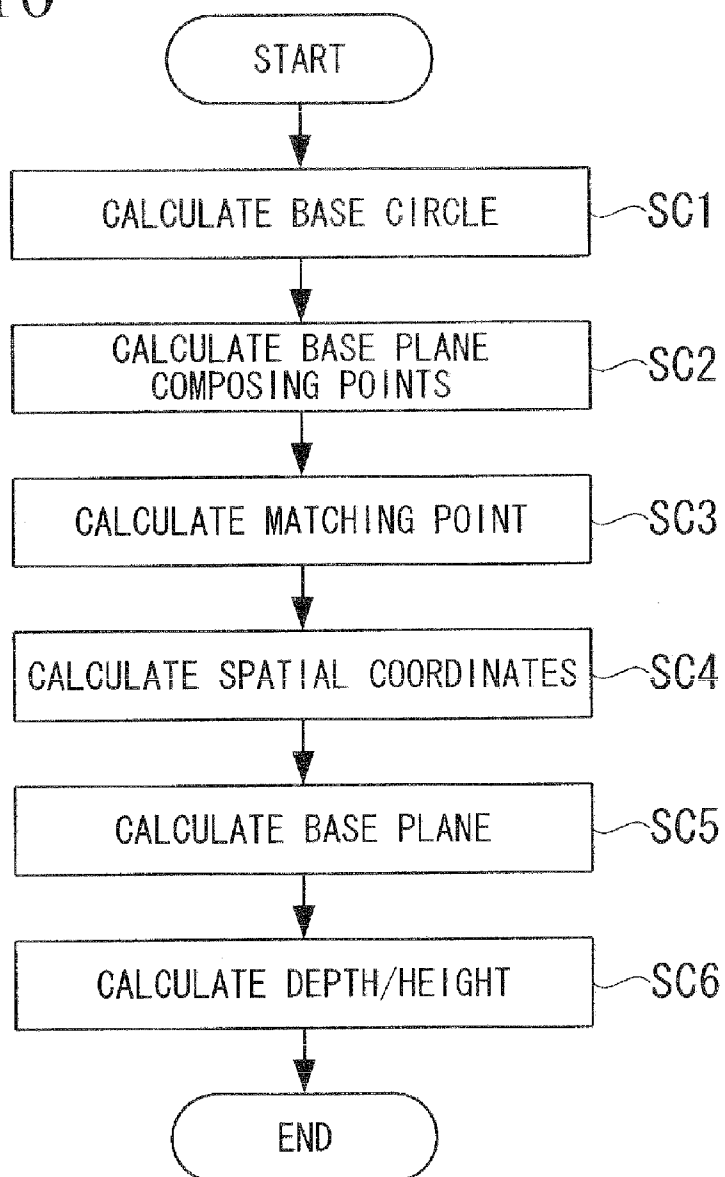 START
CALCULATE BASE CIRCLE
SC1
CALCULATE BASE PLANE
COMPOSING POINTS
SC2
CALCULATE MATCHING POINT
SC3
CALCULATE SPATIAL COORDINATES
SC4
CALCULATE BASE PLANE
SC5
CALCULATE DEPTH/HEIGHT
SC6
END